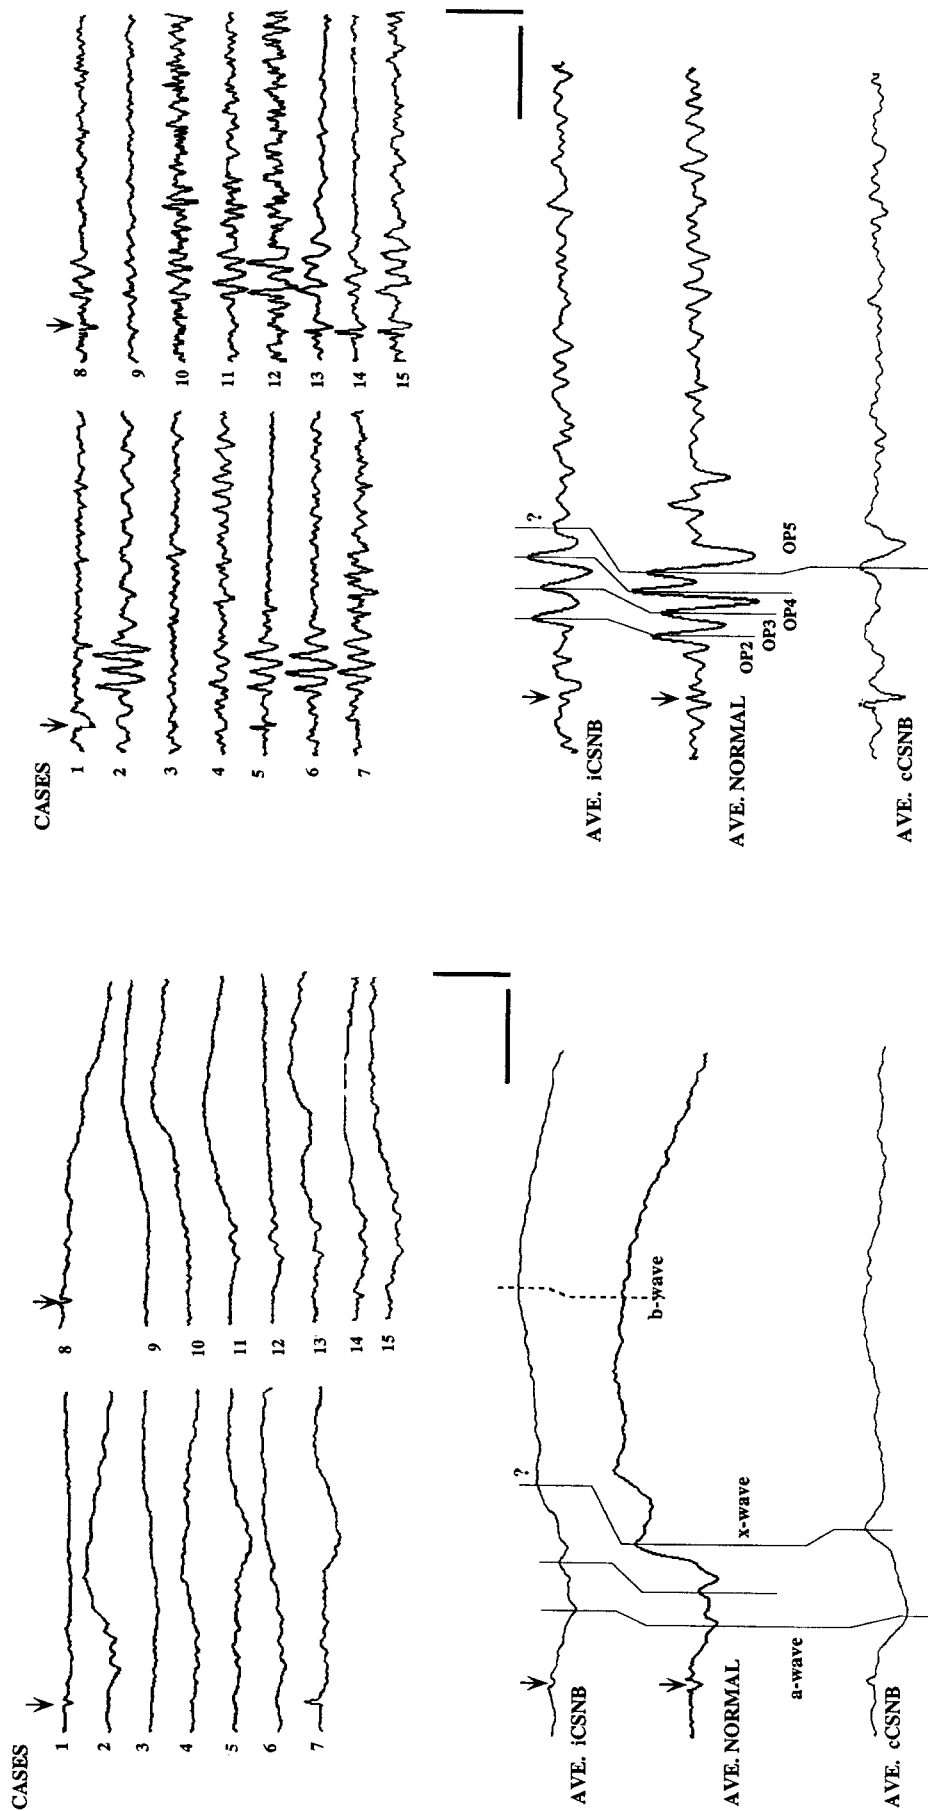 CASES
1
2
3
4
5
6
7
8
9
10
11
12
13
14
15
?
a-wave
x-wave
b-wave
AVE. iCSNB
AVE. NORMAL
AVE. cCSNB
CASES
1
2
3
4
5
6
7
8
9
10
11
12
13
14
15
?
OP2
OP3
OP4
OP5
AVE. iCSNB
AVE. NORMAL
AVE. cCSNB